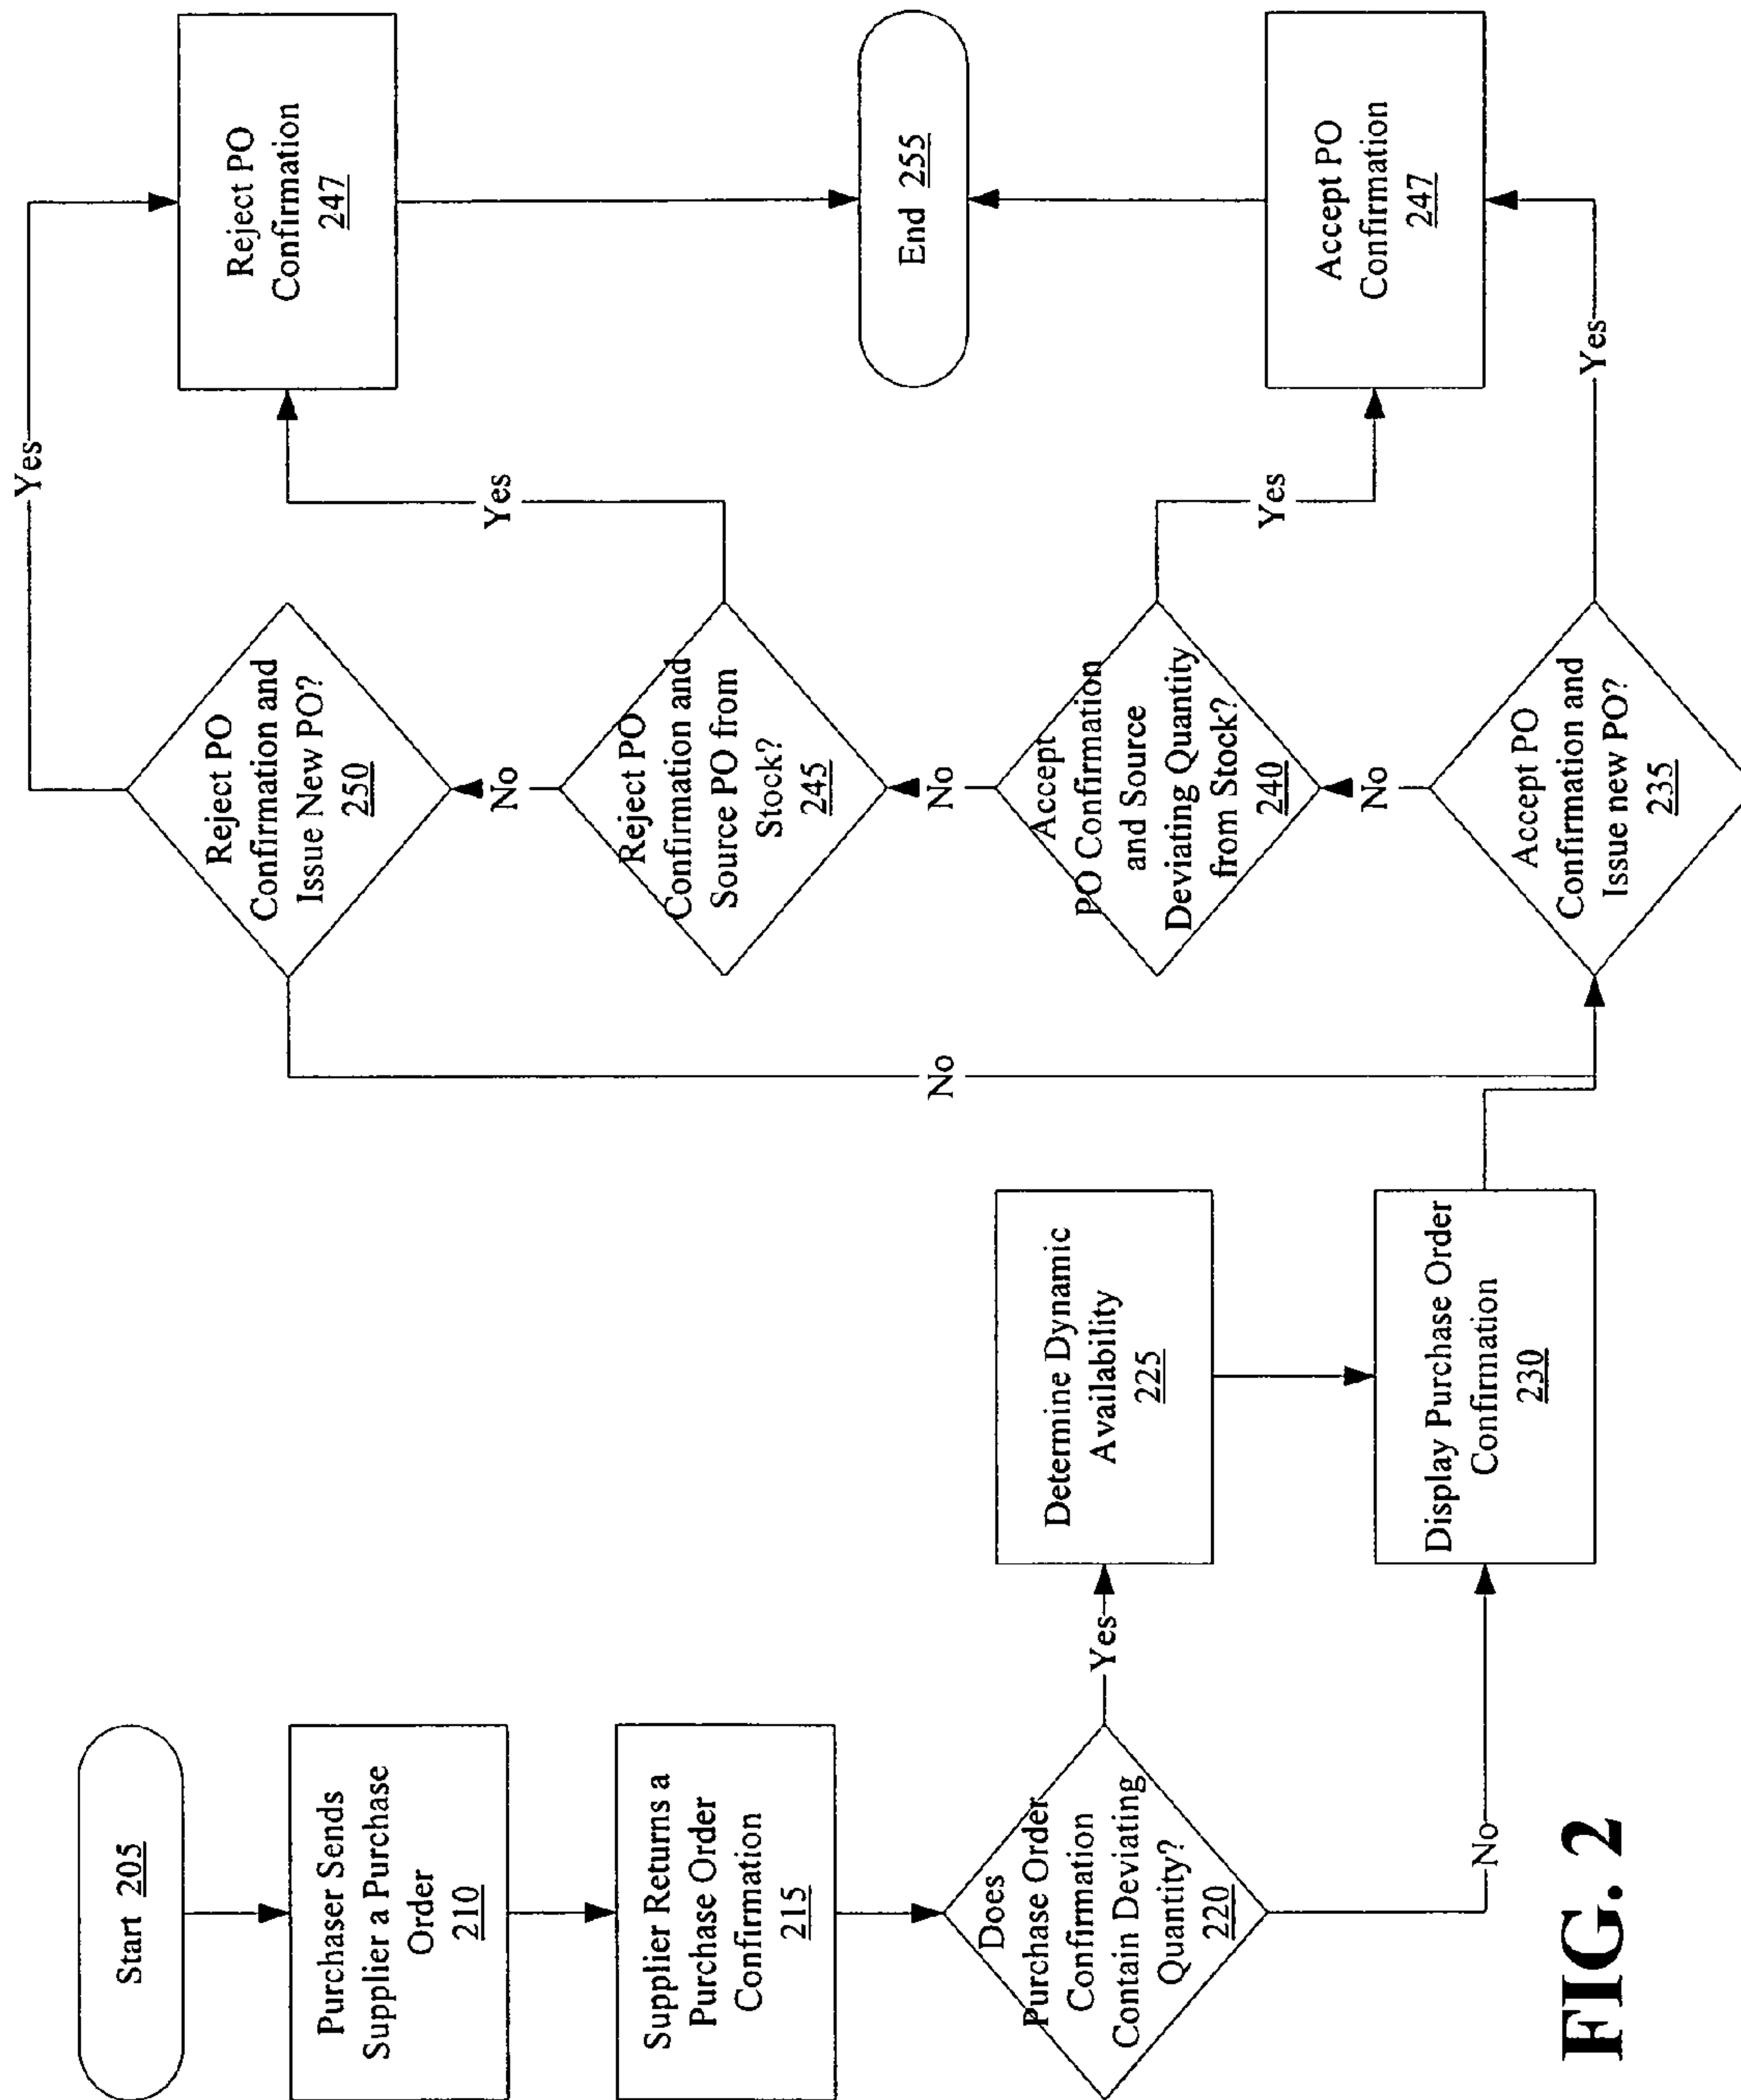 Start 205
Purchaser Sends
Supplier a Purchase
Order
210
Supplier Returns a
Purchase Order
Confirmation
215
Does
Purchase Order
Confirmation
Contain Deviating
Quantity?
220
Yes
No
Determine Dynamic
Availability
225
Display Purchase Order
Confirmation
230
No
Reject PO
Confirmation and
Issue New PO?
250
Yes
No
Reject PO
Confirmation and
Source PO from
Stock?
245
Yes
No
Accept
PO Confirmation
and Source
Deviating Quantity
from Stock?
240
Yes
No
Accept PO
Confirmation and
Issue new PO?
235
Yes
Reject PO
Confirmation
247
End 255
Accept PO
Confirmation
247
FIG. 2